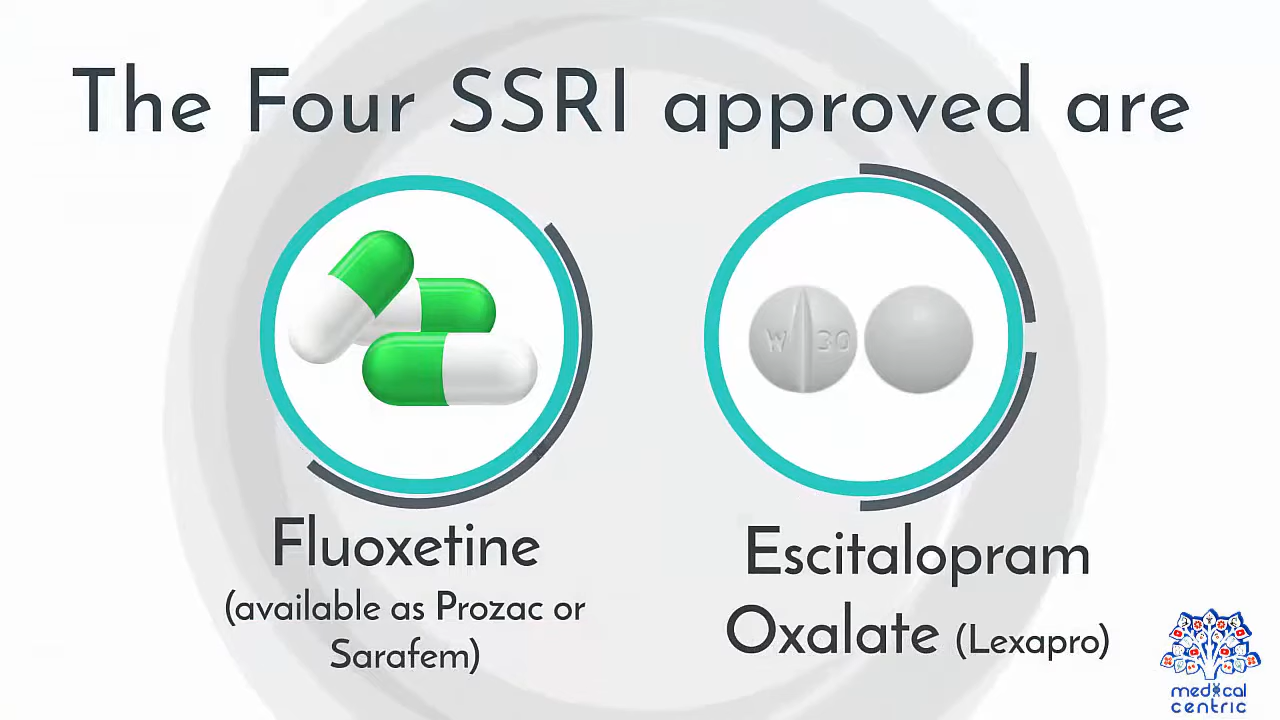 The Four SSRI approved are
W 30
Fluoxetine
(available as Prozac or
Sarafem)
Escitalopram
Oxalate (Lexapro)
medical
centric